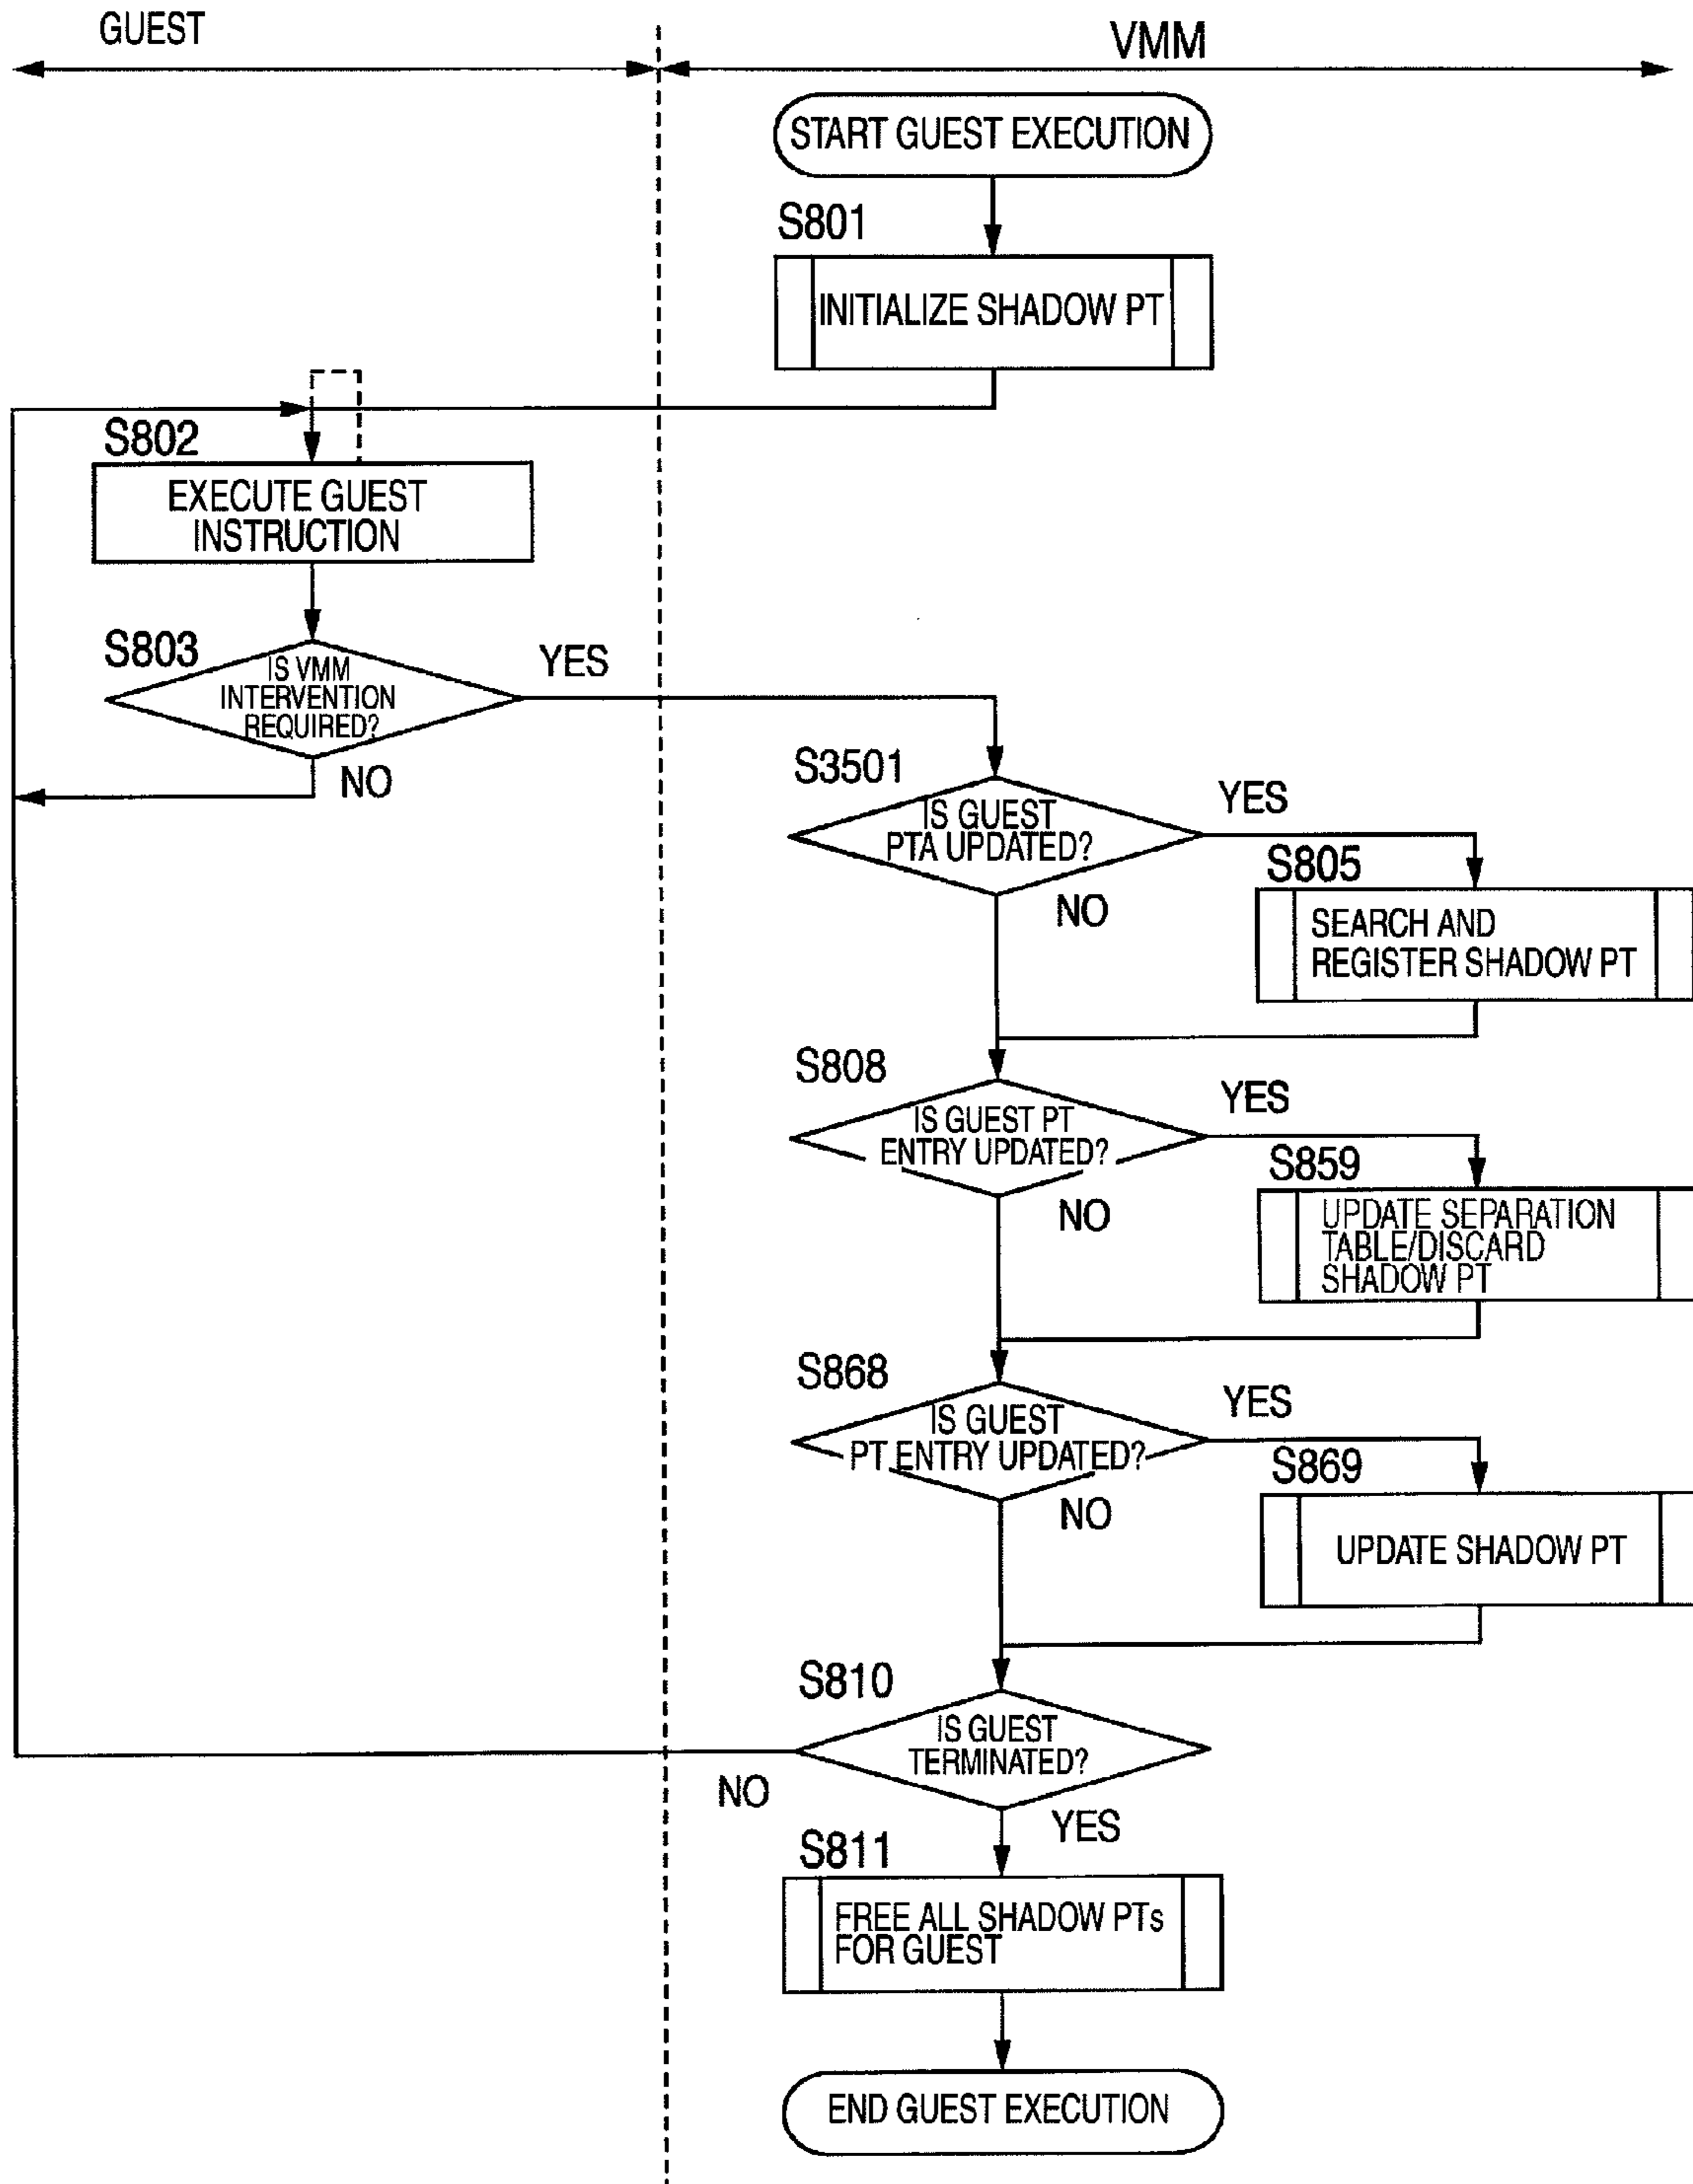 GUEST
VMM
START GUEST EXECUTION
S801
INITIALIZE SHADOW PT
S802
EXECUTE GUEST
INSTRUCTION
S803
IS VMM
INTERVENTION
REQUIRED?
YES
NO
S3501
IS GUEST
PTA UPDATED?
YES
NO
S805
SEARCH AND
REGISTER SHADOW PT
S808
IS GUEST PT
ENTRY UPDATED?
YES
NO
S859
UPDATE SEPARATION
TABLE/DISCARD
SHADOW PT
S868
IS GUEST
PT ENTRY UPDATED?
YES
NO
S869
UPDATE SHADOW PT
S810
IS GUEST
TERMINATED?
NO
YES
S811
FREE ALL SHADOW PTs
FOR GUEST
END GUEST EXECUTION